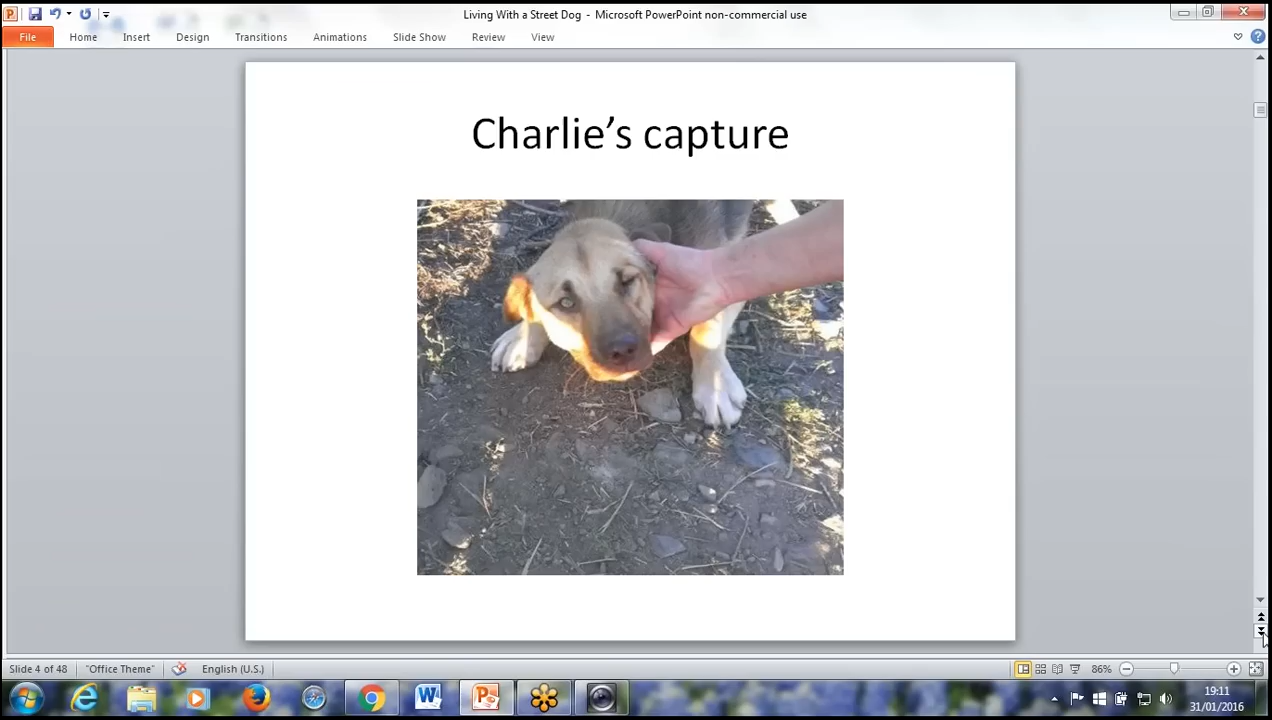 Living With a Street Dog - Microsoft PowerPoint non-commercial use
File Home Insert Design Transitions Animations Slide Show Review View
Charlie’s capture
Slide 4 of 48 "Office Theme" English (U.S.) 86%
19:11
31/01/2016